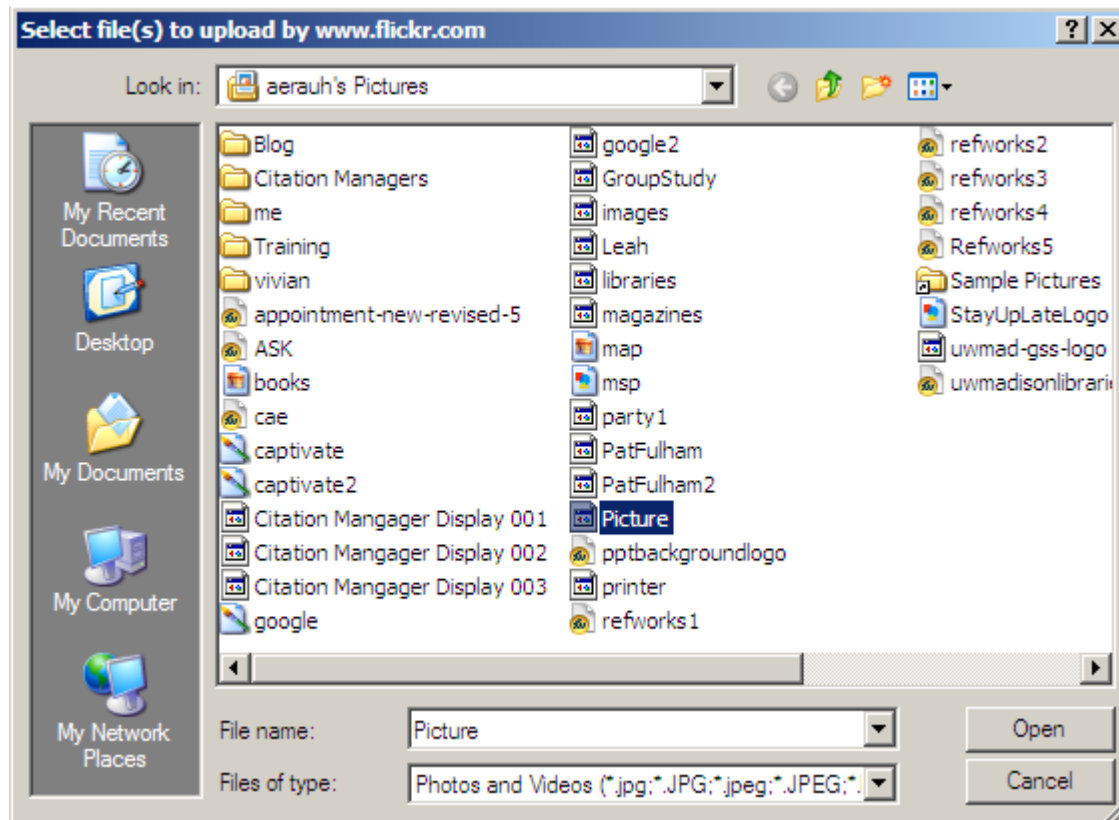 Select file(s) to upload by www.flickr.com
Look in: aerauh's Pictures
My Recent
Documents
Desktop
My Documents
My Computer
My Network
Places
Blog
Citation Managers
me
Training
vivian
appointment-new-revised-5
ASK
books
cae
captivate
captivate2
Citation Mangager Display 001
Citation Mangager Display 002
Citation Mangager Display 003
google
google2
GroupStudy
images
Leah
libraries
magazines
map
msp
party1
PatFulham
PatFulham2
Picture
pptbackgroundlogo
printer
refworks1
refworks2
refworks3
refworks4
Refworks5
Sample Pictures
StayUpLateLogo
uwmad-gss-logo
uwmadisonlibrari
File name: Picture Open
Files of type: Photos and Videos (*.jpg;*.JPG;*.jpeg;*.JPEG;*. Cancel